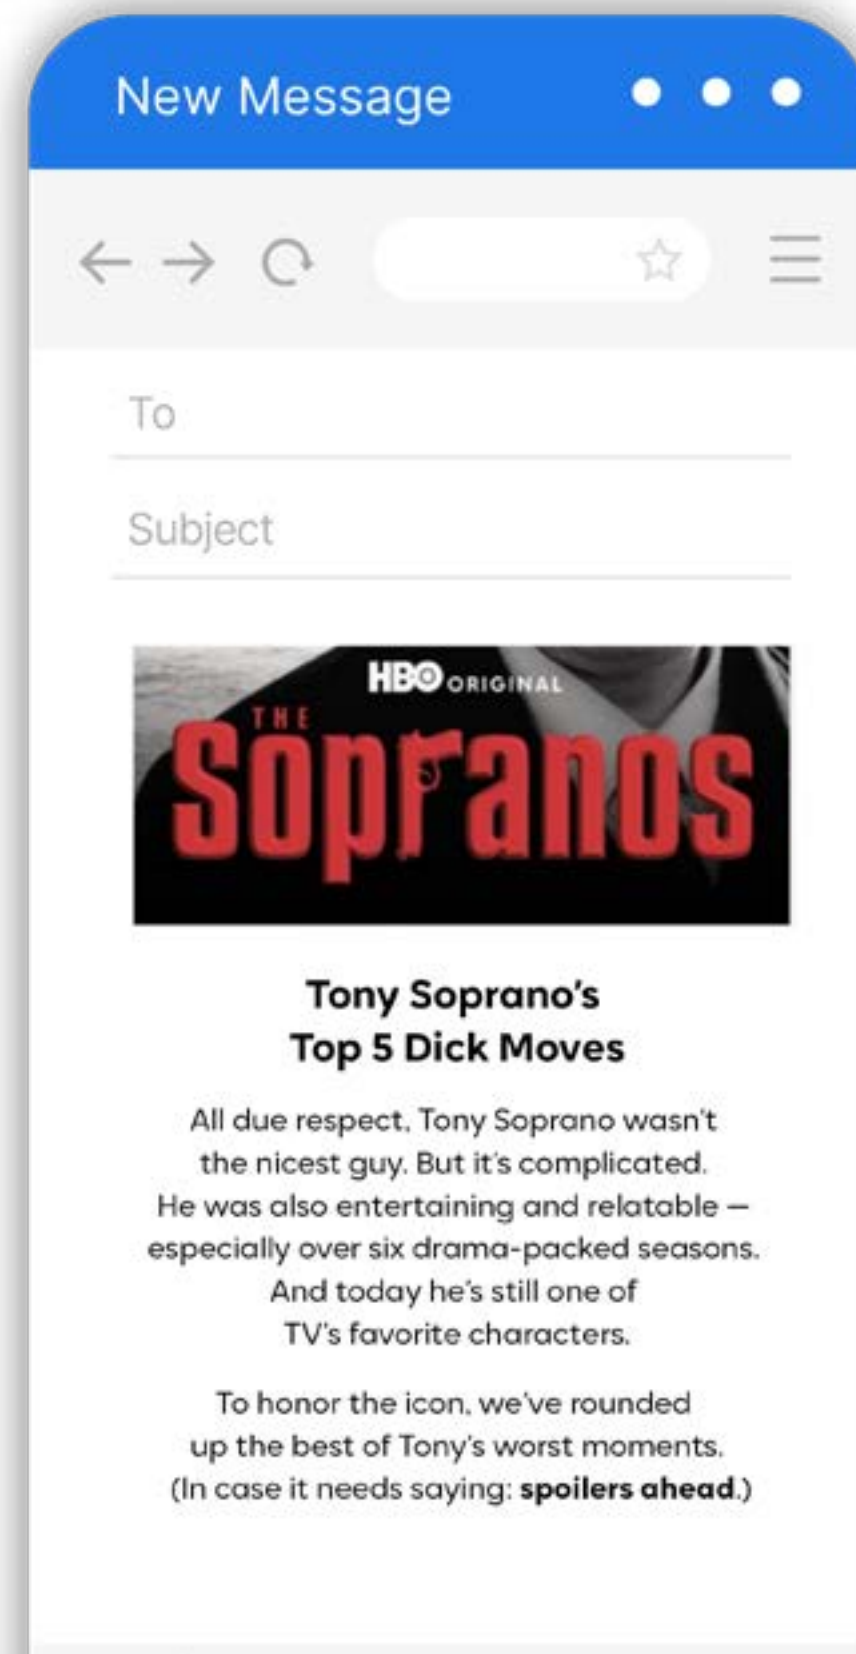 New Message
To
Subject
HBO ORIGINAL
THE
Sopranos
Tony Soprano's
Top 5 Dick Moves
All due respect, Tony Soprano wasn't
the nicest guy. But it's complicated.
He was also entertaining and relatable —
especially over six drama-packed seasons.
And today he's still one of
TV's favorite characters.
To honor the icon, we've rounded
up the best of Tony's worst moments.
(In case it needs saying: spoilers ahead.)